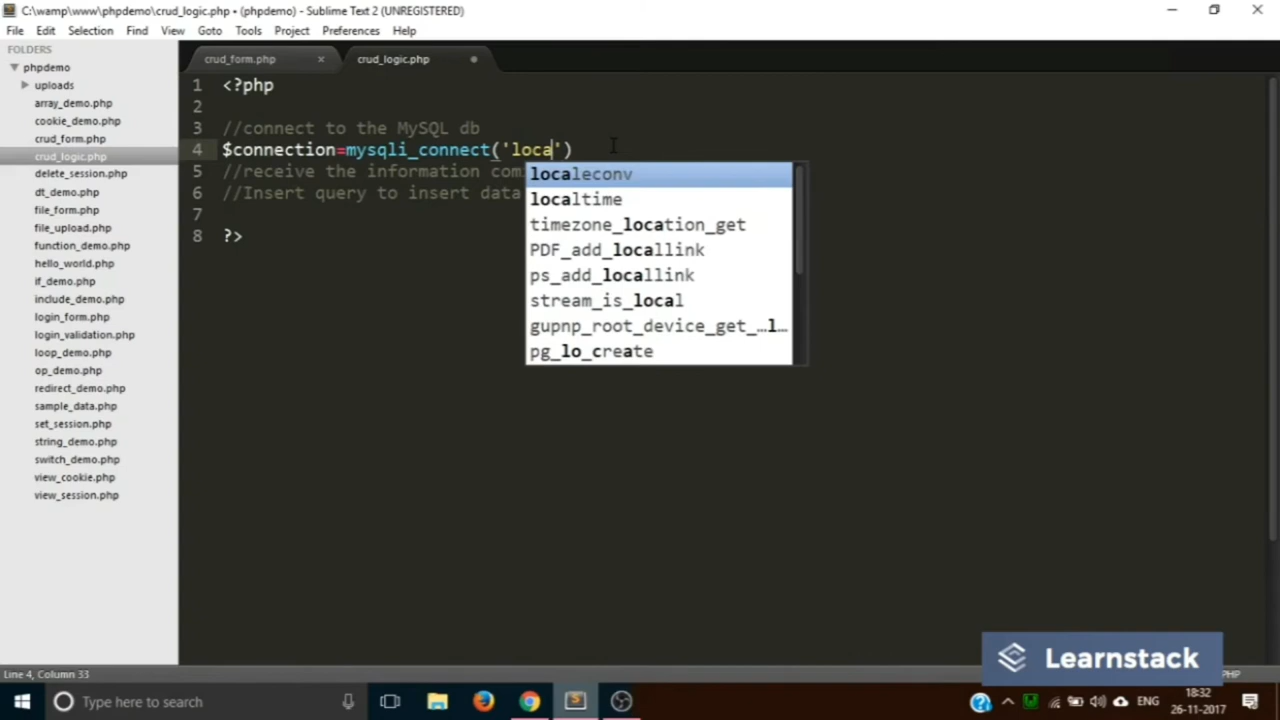 C:\wamp\www\phpdemo\crud_logic.php • (phpdemo) - Sublime Text 2 (UNREGISTERED)
File Edit Selection Find View Goto Tools Project Preferences Help
FOLDERS
phpdemo
uploads
array_demo.php
cookie_demo.php
crud_form.php
crud_logic.php
delete_session.php
dt_demo.php
file_form.php
file_upload.php
function_demo.php
hello_world.php
if_demo.php
include_demo.php
login_form.php
login_validation.php
loop_demo.php
op_demo.php
redirect_demo.php
sample_data.php
set_session.php
string_demo.php
switch_demo.php
view_cookie.php
view_session.php
crud_form.php × crud_logic.php
1 <?php
2
3 //connect to the MySQL db
4 $connection=mysqli_connect('loca')
5 //receive the information com
6 //Insert query to insert data
7
8 ?>
localeconv
localtime
timezone_location_get
PDF_add_locallink
ps_add_locallink
stream_is_local
gupnp_root_device_get_…l…
pg_lo_create
Learnstack
Line 4, Column 33
PHP
Type here to search
ENG
18:32
26-11-2017